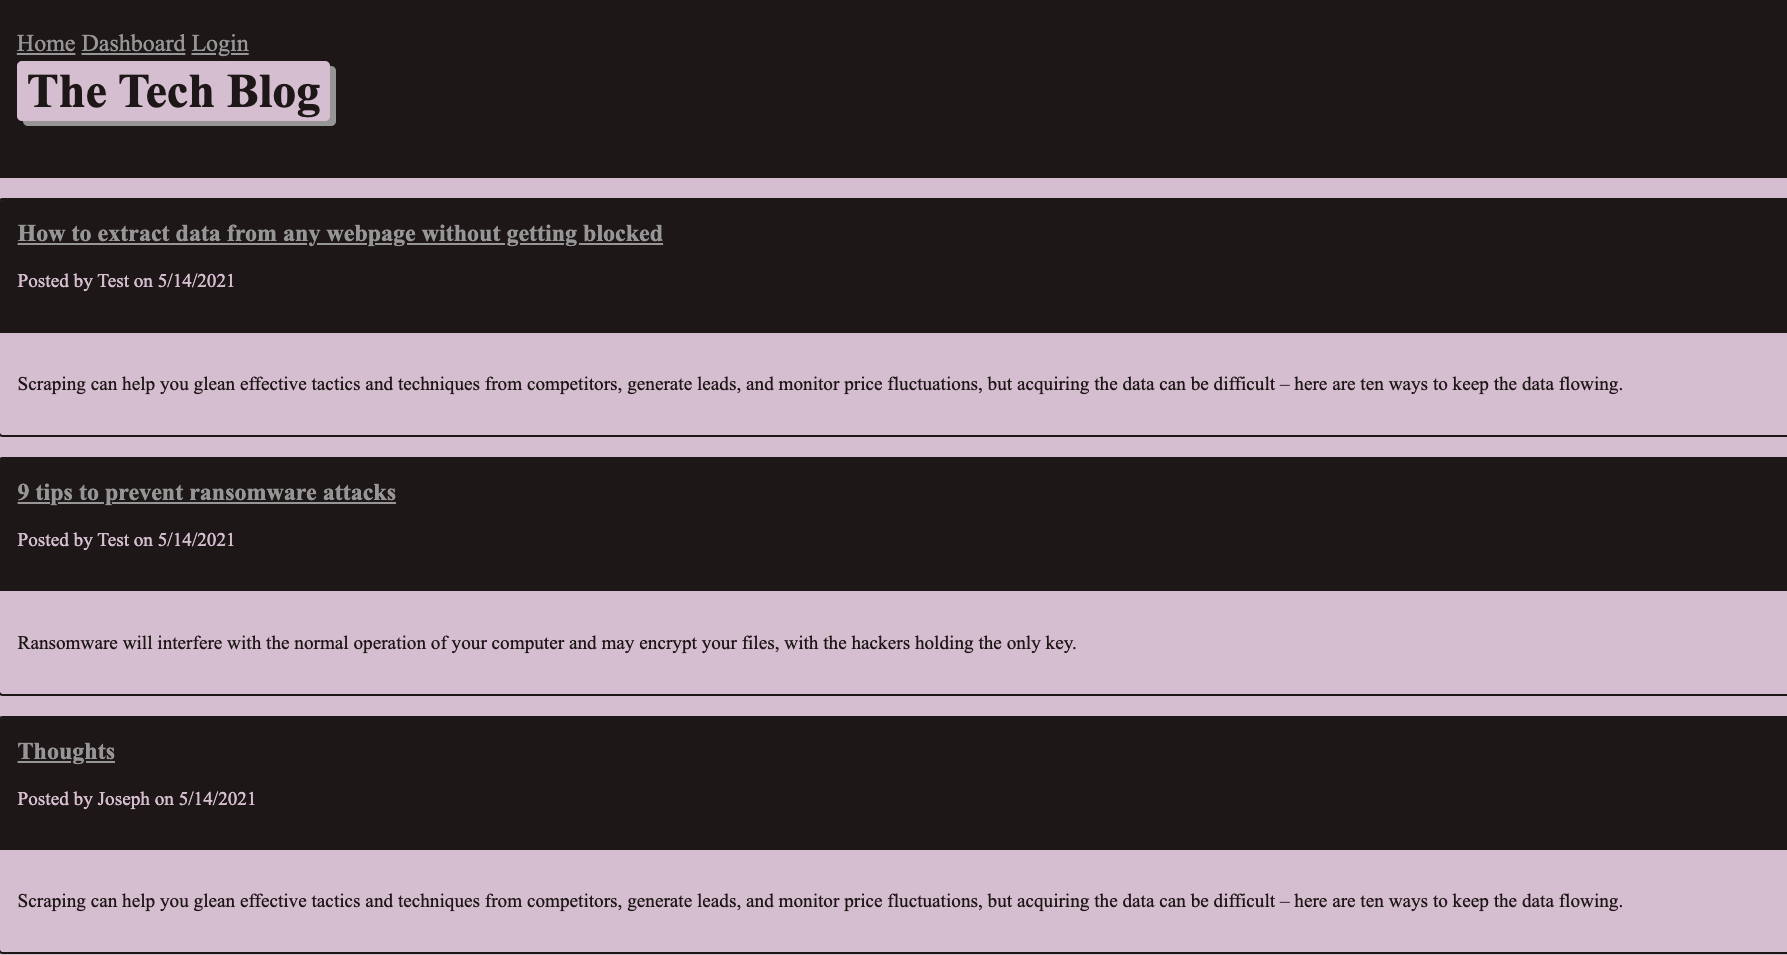 Home Dashboard Login
The Tech Blog
How to extract data from any webpage without getting blocked
Posted by Test on 5/14/2021
Scraping can help you glean effective tactics and techniques from competitors, generate leads, and monitor price fluctuations, but acquiring the data can be difficult – here are ten ways to keep the data flowing.
9 tips to prevent ransomware attacks
Posted by Test on 5/14/2021
Ransomware will interfere with the normal operation of your computer and may encrypt your files, with the hackers holding the only key.
Thoughts
Posted by Joseph on 5/14/2021
Scraping can help you glean effective tactics and techniques from competitors, generate leads, and monitor price fluctuations, but acquiring the data can be difficult – here are ten ways to keep the data flowing.